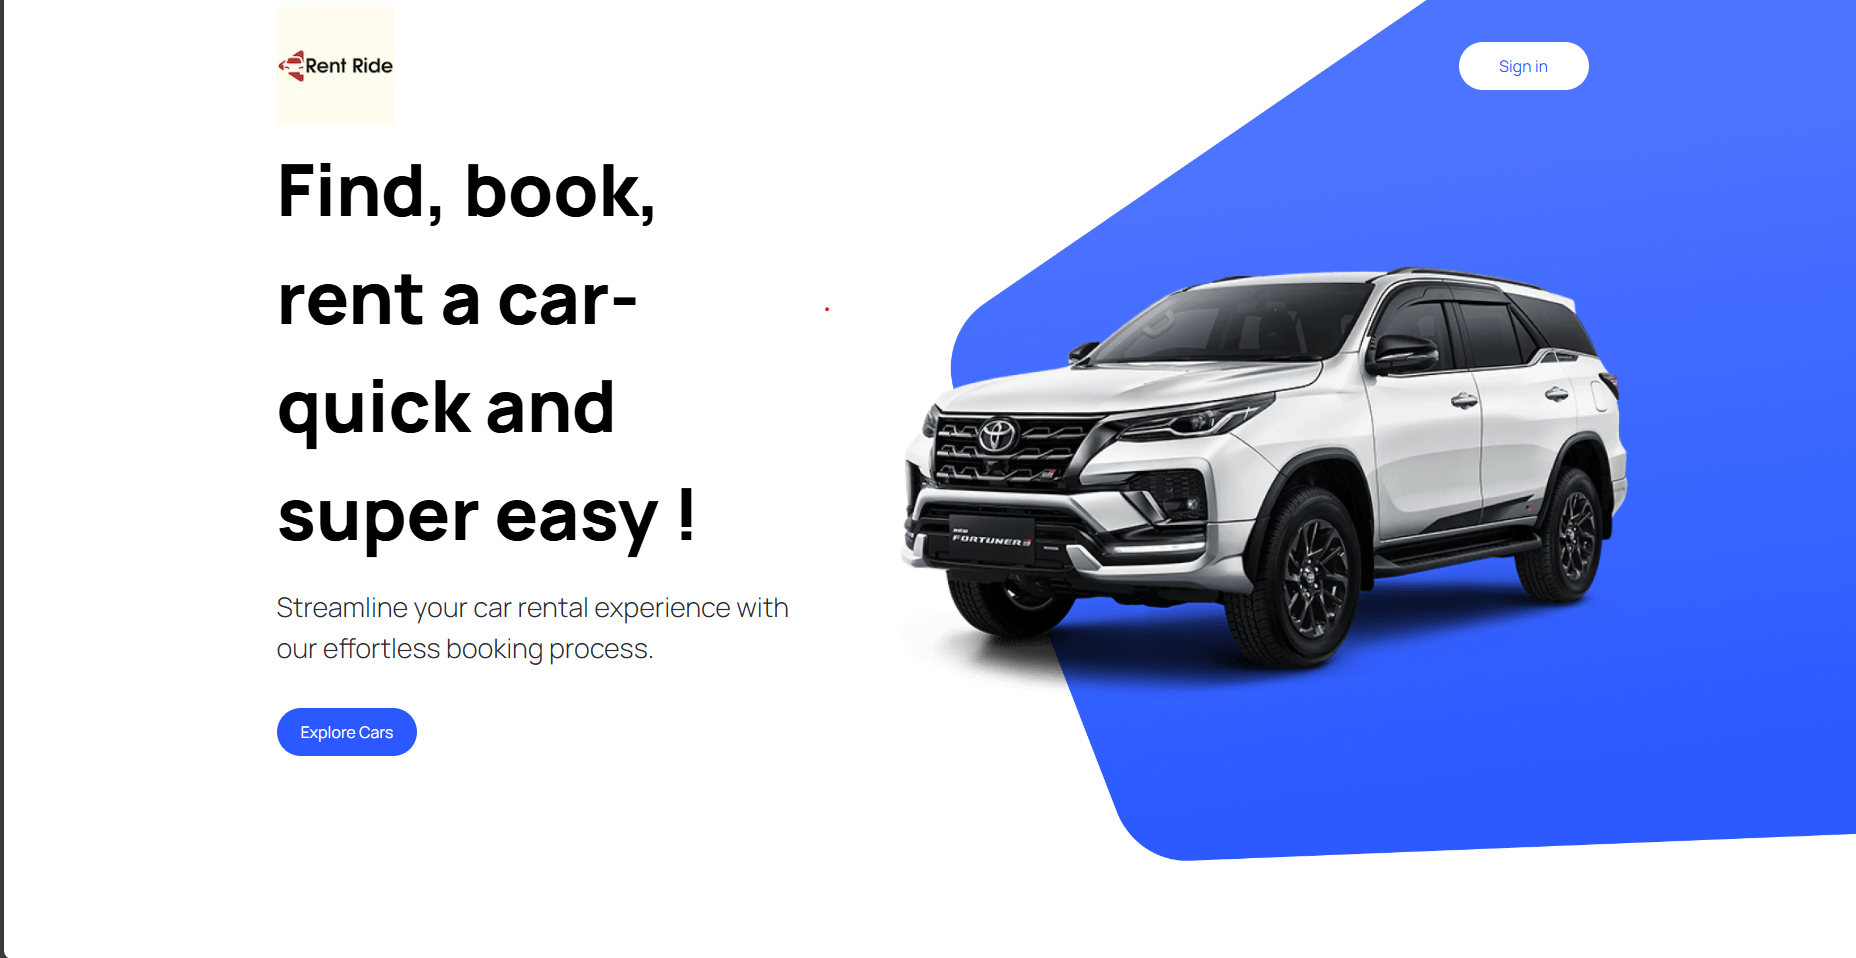 Rent Ride
Sign in
Find, book,
rent a car-
quick and
super easy !
Streamline your car rental experience with
our effortless booking process.
Explore Cars
NEW
FORTUNER